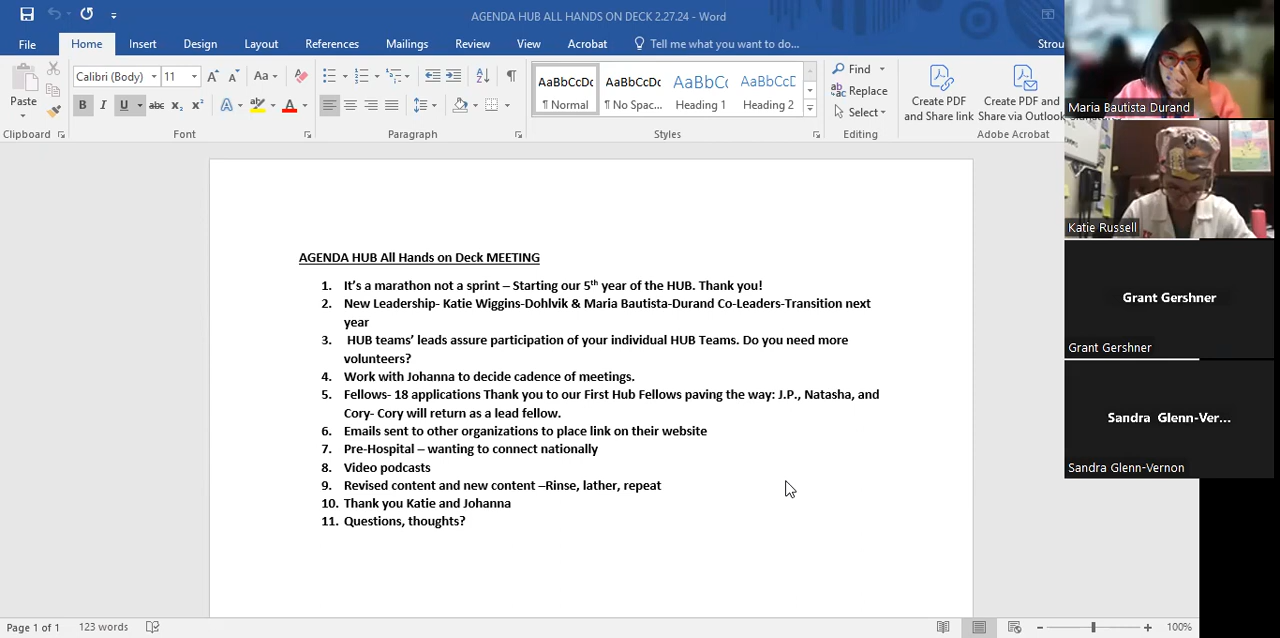 AGENDA HUB ALL HANDS ON DECK 2.27.24 - Word
File Home Insert Design Layout References Mailings Review View Acrobat Tell me what you want to do... Strou
Paste
Calibri (Body) 11
Aa
B I U abc x₂ x²
AaBbCcDc AaBbCcDc AaBbCc AaBbCcD
¶ Normal ¶ No Spac... Heading 1 Heading 2
Find
Replace
Select
Create PDF and Share link
Create PDF and Share via Outlook
Clipboard Font Paragraph Styles Editing Adobe Acrobat
AGENDA HUB All Hands on Deck MEETING
1. It's a marathon not a sprint – Starting our 5th year of the HUB. Thank you!
2. New Leadership- Katie Wiggins-Dohlvik & Maria Bautista-Durand Co-Leaders-Transition next
year
3. HUB teams' leads assure participation of your individual HUB Teams. Do you need more
volunteers?
4. Work with Johanna to decide cadence of meetings.
5. Fellows- 18 applications Thank you to our First Hub Fellows paving the way: J.P., Natasha, and
Cory- Cory will return as a lead fellow.
6. Emails sent to other organizations to place link on their website
7. Pre-Hospital – wanting to connect nationally
8. Video podcasts
9. Revised content and new content –Rinse, lather, repeat
10. Thank you Katie and Johanna
11. Questions, thoughts?
Maria Bautista Durand
Katie Russell
Grant Gershner
Grant Gershner
Sandra Glenn-Ver...
Sandra Glenn-Vernon
Page 1 of 1 123 words
100%